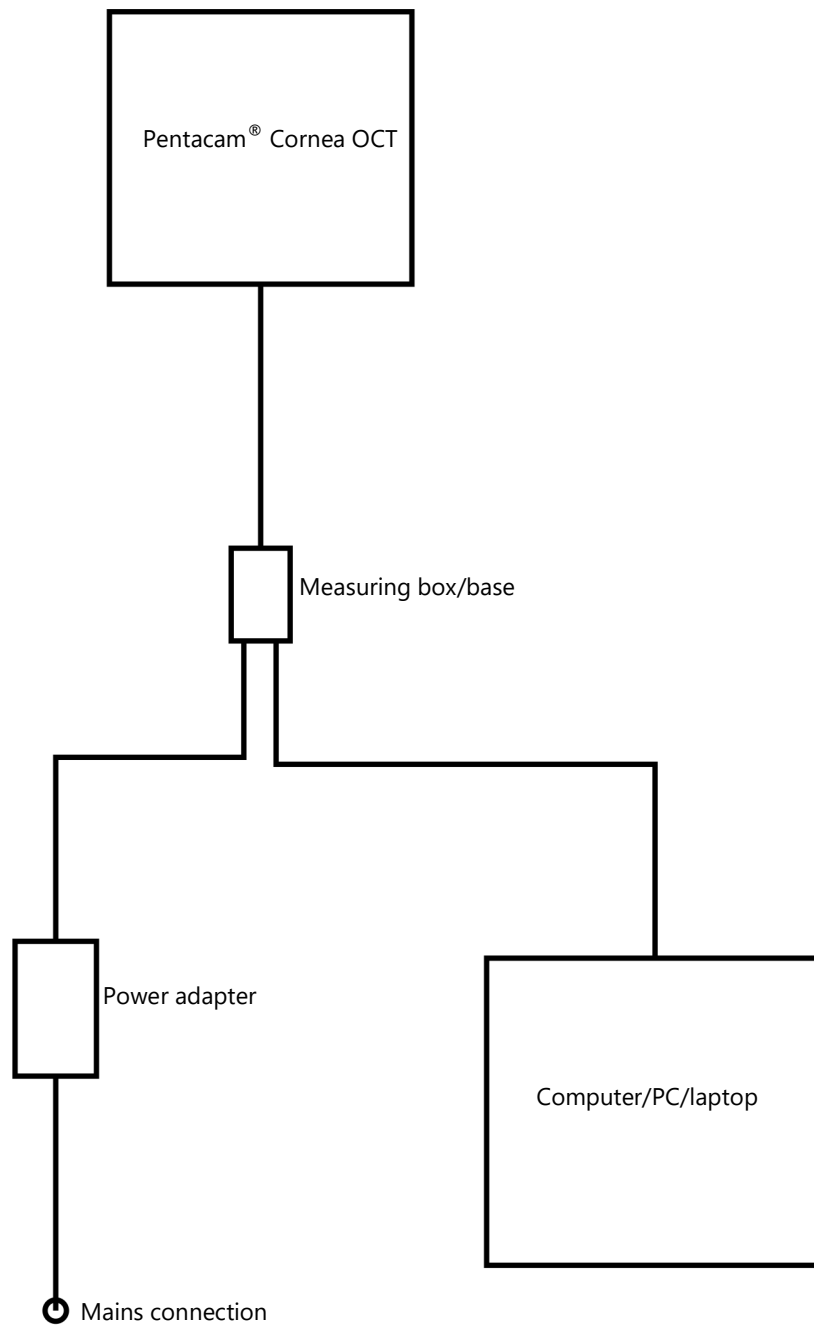 Pentacam® Cornea OCT
Measuring box/base
Power adapter
Computer/PC/laptop
Mains connection